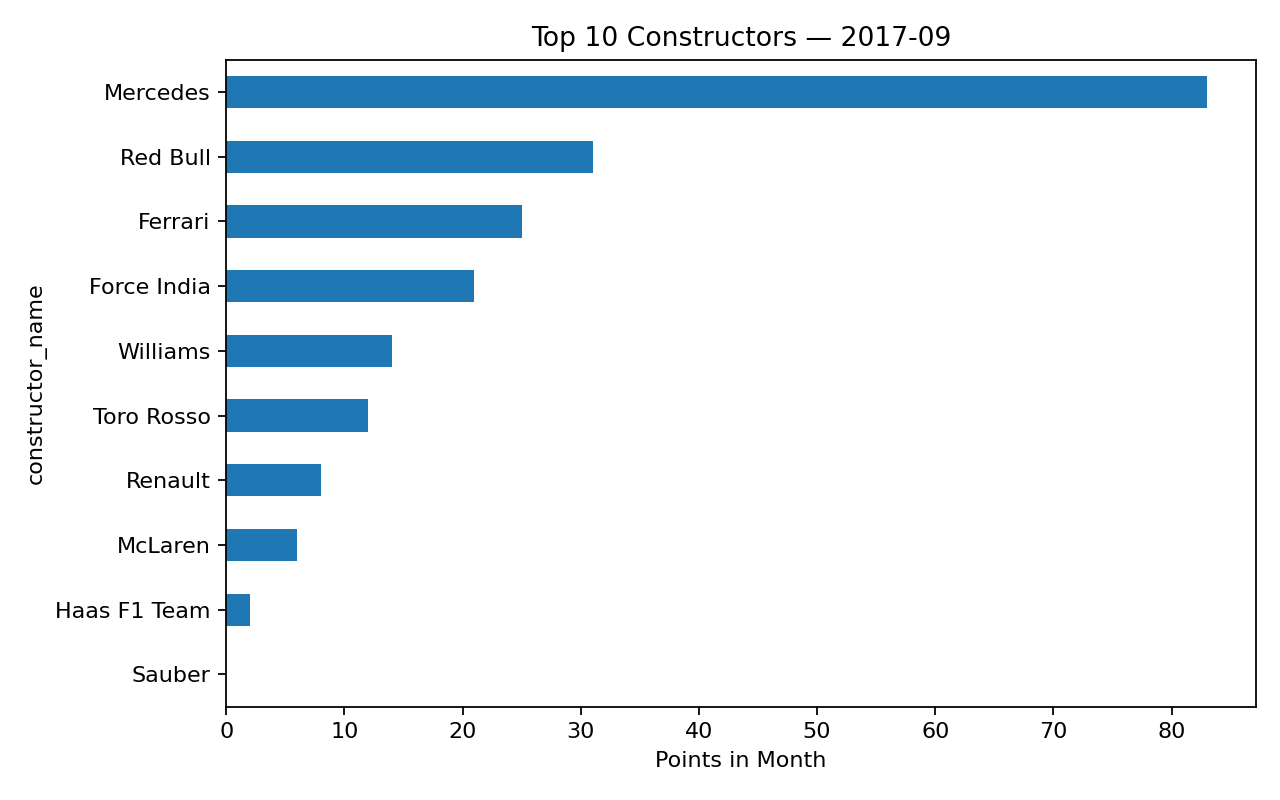 Top 10 Constructors — 2017-09
constructor_name
Mercedes
Red Bull
Ferrari
Force India
Williams
Toro Rosso
Renault
McLaren
Haas F1 Team
Sauber
0 10 20 30 40 50 60 70 80
Points in Month